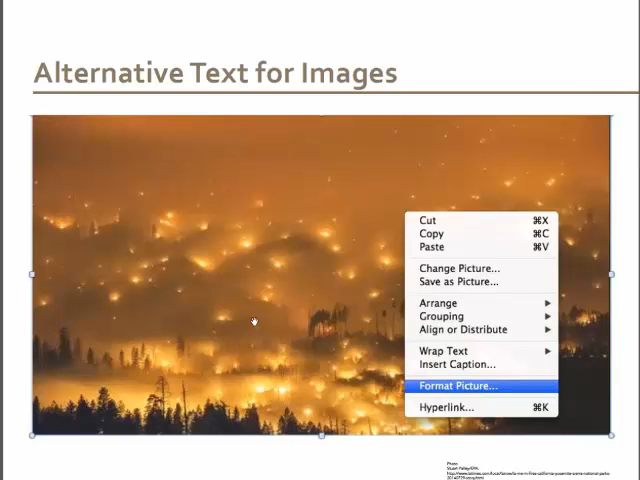 Alternative Text for Images
Cut ⌘X
Copy ⌘C
Paste ⌘V
Change Picture...
Save as Picture...
Arrange
Grouping
Align or Distribute
Wrap Text
Insert Caption...
Format Picture...
Hyperlink... ⌘K
Photo